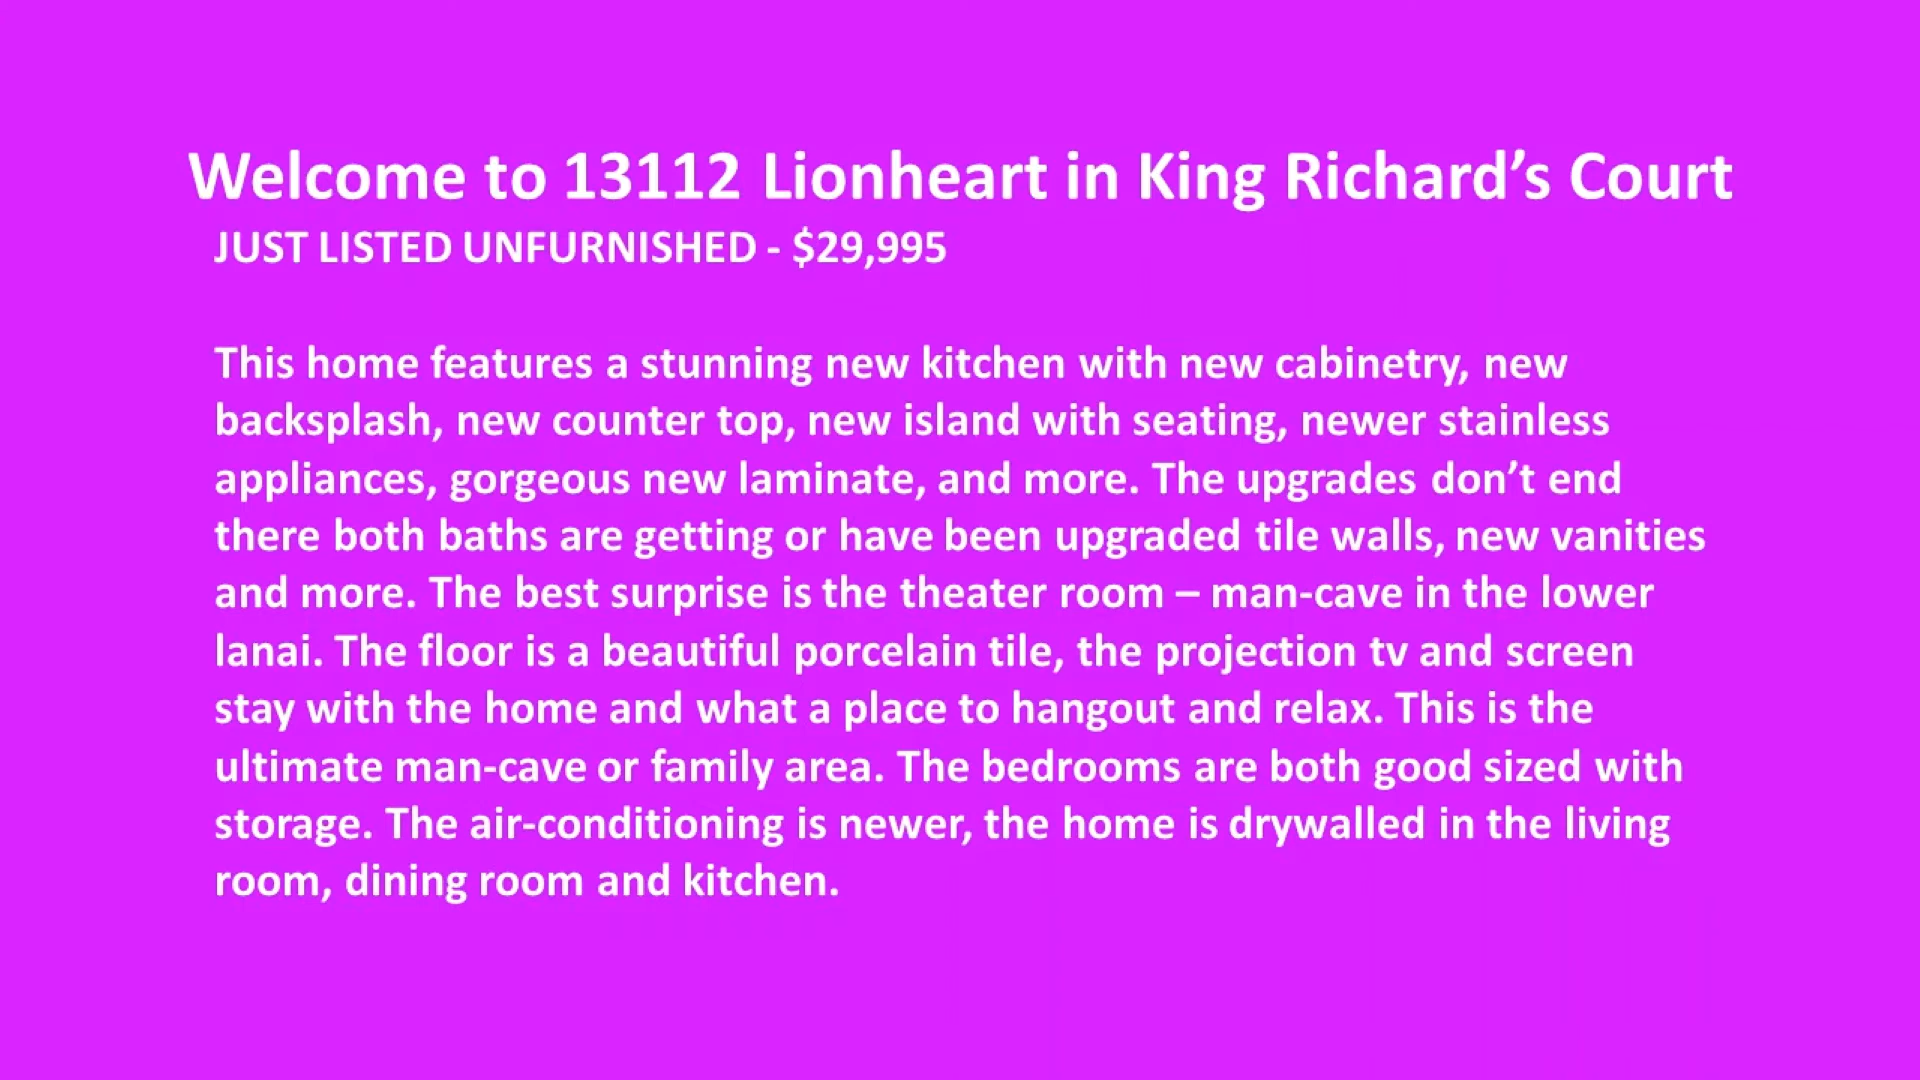 Welcome to 13112 Lionheart in King Richard’s Court
JUST LISTED UNFURNISHED - $29,995
This home features a stunning new kitchen with new cabinetry, new
backsplash, new counter top, new island with seating, newer stainless
appliances, gorgeous new laminate, and more. The upgrades don’t end
there both baths are getting or have been upgraded tile walls, new vanities
and more. The best surprise is the theater room – man-cave in the lower
lanai. The floor is a beautiful porcelain tile, the projection tv and screen
stay with the home and what a place to hangout and relax. This is the
ultimate man-cave or family area. The bedrooms are both good sized with
storage. The air-conditioning is newer, the home is drywalled in the living
room, dining room and kitchen.